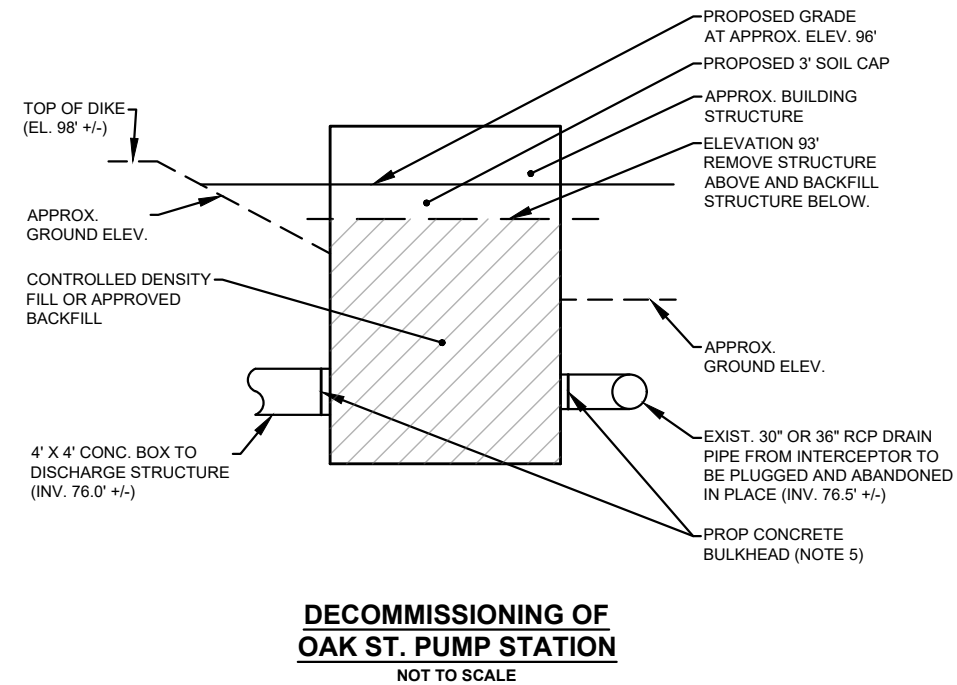 PROPOSED GRADE
AT APPROX. ELEV. 96'
PROPOSED 3' SOIL CAP
APPROX. BUILDING
STRUCTURE
ELEVATION 93'
REMOVE STRUCTURE
ABOVE AND BACKFILL
STRUCTURE BELOW.
TOP OF DIKE
(EL. 98' +/-)
APPROX.
GROUND ELEV.
CONTROLLED DENSITY
FILL OR APPROVED
BACKFILL
4' X 4' CONC. BOX TO
DISCHARGE STRUCTURE
(INV. 76.0' +/-)
APPROX.
GROUND ELEV.
EXIST. 30" OR 36" RCP DRAIN
PIPE FROM INTERCEPTOR TO
BE PLUGGED AND ABANDONED
IN PLACE (INV. 76.5' +/-)
PROP CONCRETE
BULKHEAD (NOTE 5)
DECOMMISSIONING OF
OAK ST. PUMP STATION
NOT TO SCALE